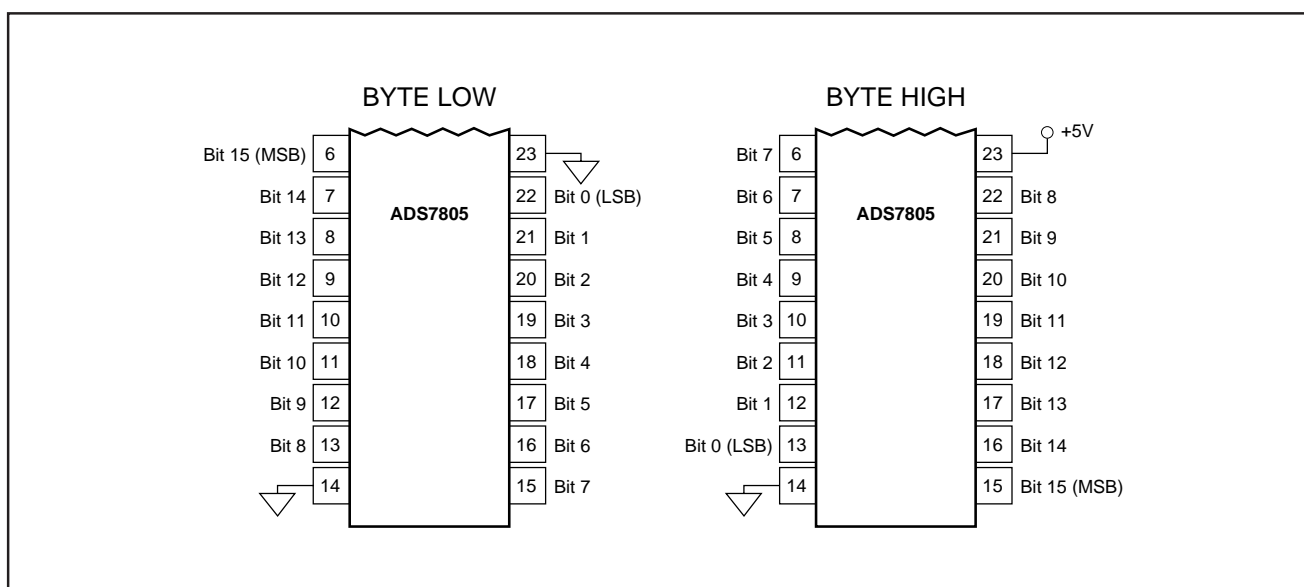 BYTE LOW
Bit 15 (MSB) 6 23
Bit 14 7 ADS7805 22 Bit 0 (LSB)
Bit 13 8 21 Bit 1
Bit 12 9 20 Bit 2
Bit 11 10 19 Bit 3
Bit 10 11 18 Bit 4
Bit 9 12 17 Bit 5
Bit 8 13 16 Bit 6
14 15 Bit 7
BYTE HIGH
Bit 7 6 23 +5V
Bit 6 7 ADS7805 22 Bit 8
Bit 5 8 21 Bit 9
Bit 4 9 20 Bit 10
Bit 3 10 19 Bit 11
Bit 2 11 18 Bit 12
Bit 1 12 17 Bit 13
Bit 0 (LSB) 13 16 Bit 14
14 15 Bit 15 (MSB)